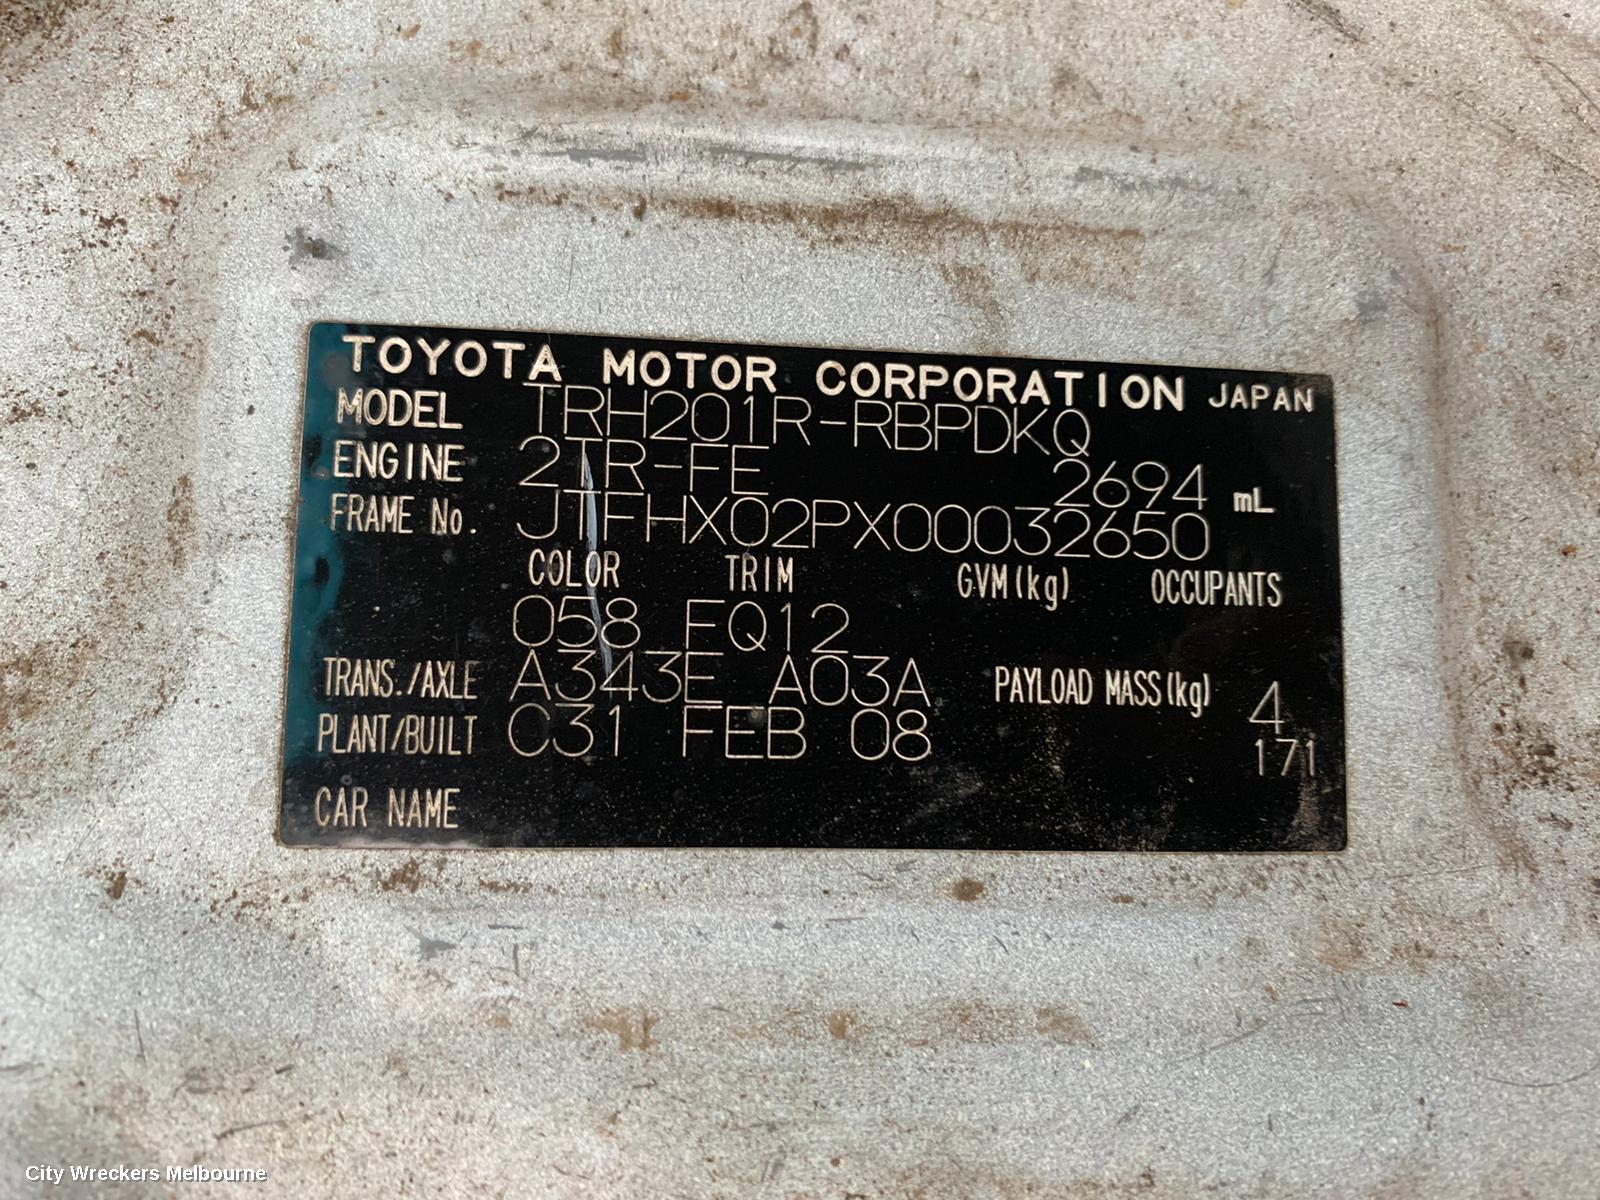 TOYOTA MOTOR CORPORATION JAPAN
MODEL TRH201R-RBPDKQ
ENGINE 2TR-FE 2694 mL
FRAME No. JTFHX02PX00032650
COLOR TRIM GVM(kg) OCCUPANTS
058 FQ12
TRANS./AXLE A343E A03A PAYLOAD MASS(kg) 4
PLANT/BUILT C31 FEB 08 171
CAR NAME
City Wreckers Melbourne